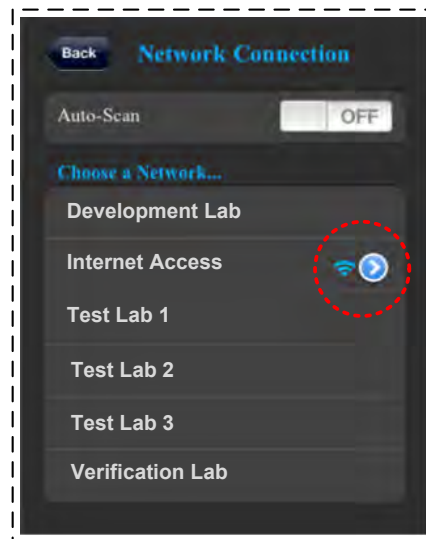 Back Network Connection
Auto-Scan OFF
Choose a Network...
Development Lab
Internet Access
Test Lab 1
Test Lab 2
Test Lab 3
Verification Lab